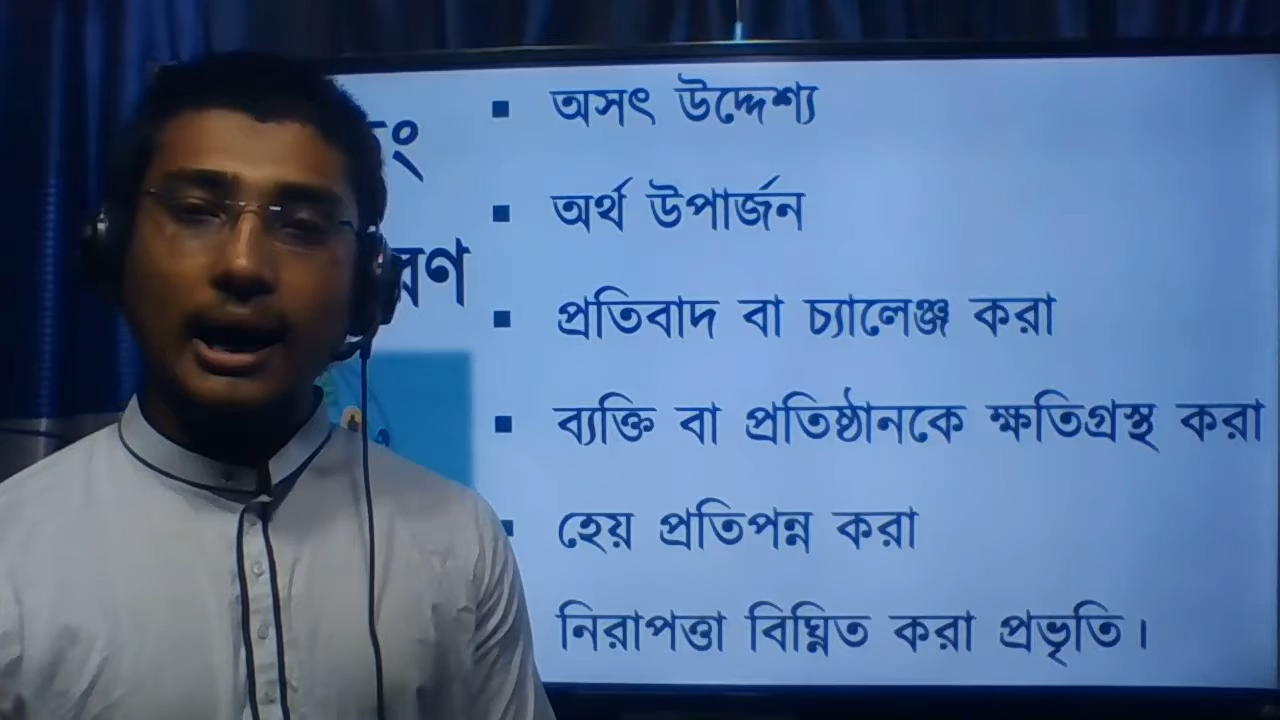 অসৎ উদ্দেশ্য
অর্থ উপার্জন
প্রতিবাদ বা চ্যালেঞ্জ করা
ব্যক্তি বা প্রতিষ্ঠানকে ক্ষতিগ্রস্থ করা
হেয় প্রতিপন্ন করা
নিরাপত্তা বিঘ্নিত করা প্রভৃতি।